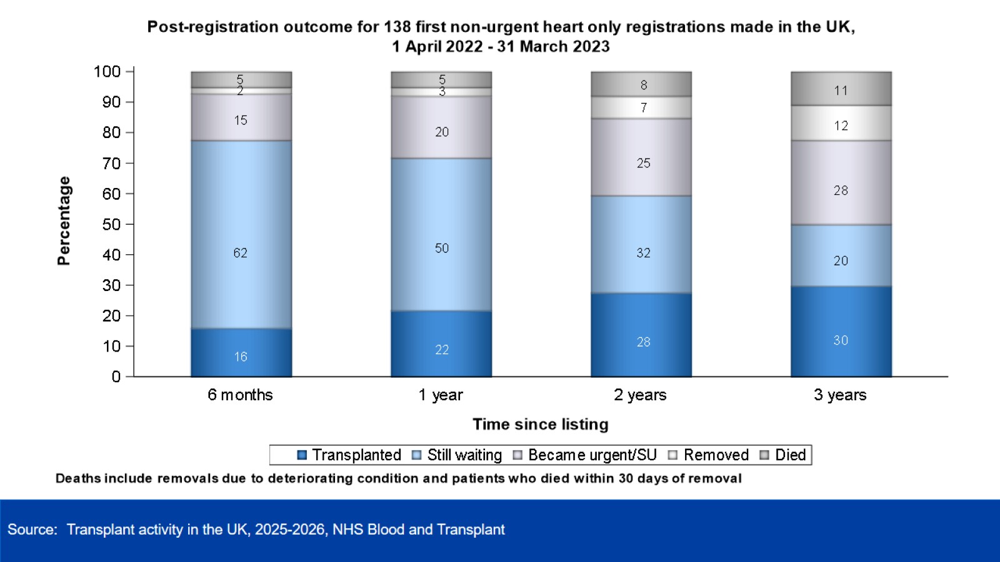 Post-registration outcome for 138 first non-urgent heart only registrations made in the UK,
1 April 2022 - 31 March 2023
Percentage
100
90
80
70
60
50
40
30
20
10
0
5
2
15
62
16
5
3
20
50
22
8
7
25
32
28
11
12
28
20
30
6 months
1 year
2 years
3 years
Time since listing
Transplanted Still waiting Became urgent/SU Removed Died
Deaths include removals due to deteriorating condition and patients who died within 30 days of removal
Source: Transplant activity in the UK, 2025-2026, NHS Blood and Transplant